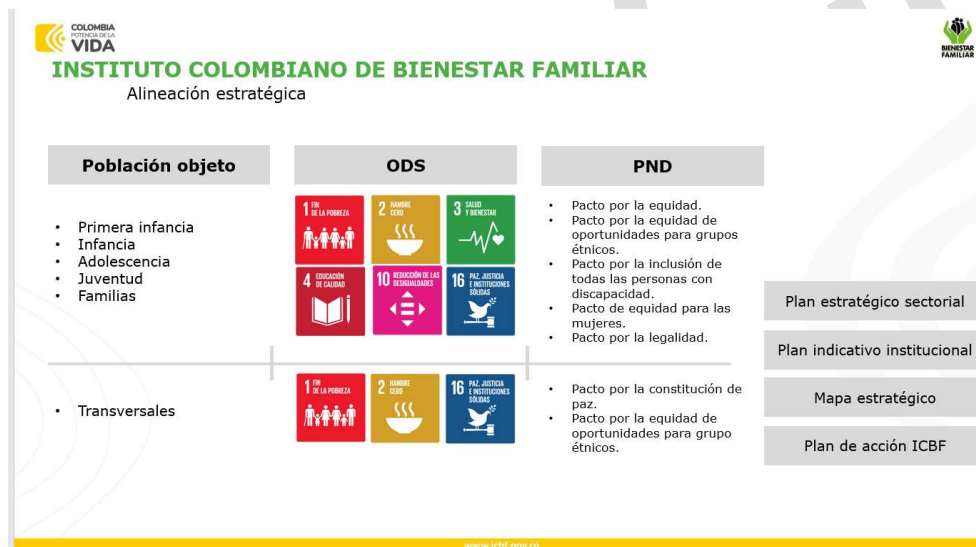 COLOMBIA
POTENCIA DE LA
VIDA
BIENESTAR
FAMILIAR
INSTITUTO COLOMBIANO DE BIENESTAR FAMILIAR
Alineación estratégica
Población objeto
ODS
PND
• Primera infancia
• Infancia
• Adolescencia
• Juventud
• Familias
1 FIN
DE LA POBREZA
2 HAMBRE
CERO
3 SALUD
Y BIENESTAR
4 EDUCACIÓN
DE CALIDAD
10 REDUCCIÓN DE LAS
DESIGUALDADES
16 PAZ, JUSTICIA
E INSTITUCIONES
SÓLIDAS
• Pacto por la equidad.
• Pacto por la equidad de
oportunidades para grupos
étnicos.
• Pacto por la inclusión de
todas las personas con
discapacidad.
• Pacto de equidad para las
mujeres.
• Pacto por la legalidad.
• Transversales
1 FIN
DE LA POBREZA
2 HAMBRE
CERO
16 PAZ, JUSTICIA
E INSTITUCIONES
SÓLIDAS
• Pacto por la constitución de
paz.
• Pacto por la equidad de
oportunidades para grupo
étnicos.
Plan estratégico sectorial
Plan indicativo institucional
Mapa estratégico
Plan de acción ICBF
www.icbf.gov.co